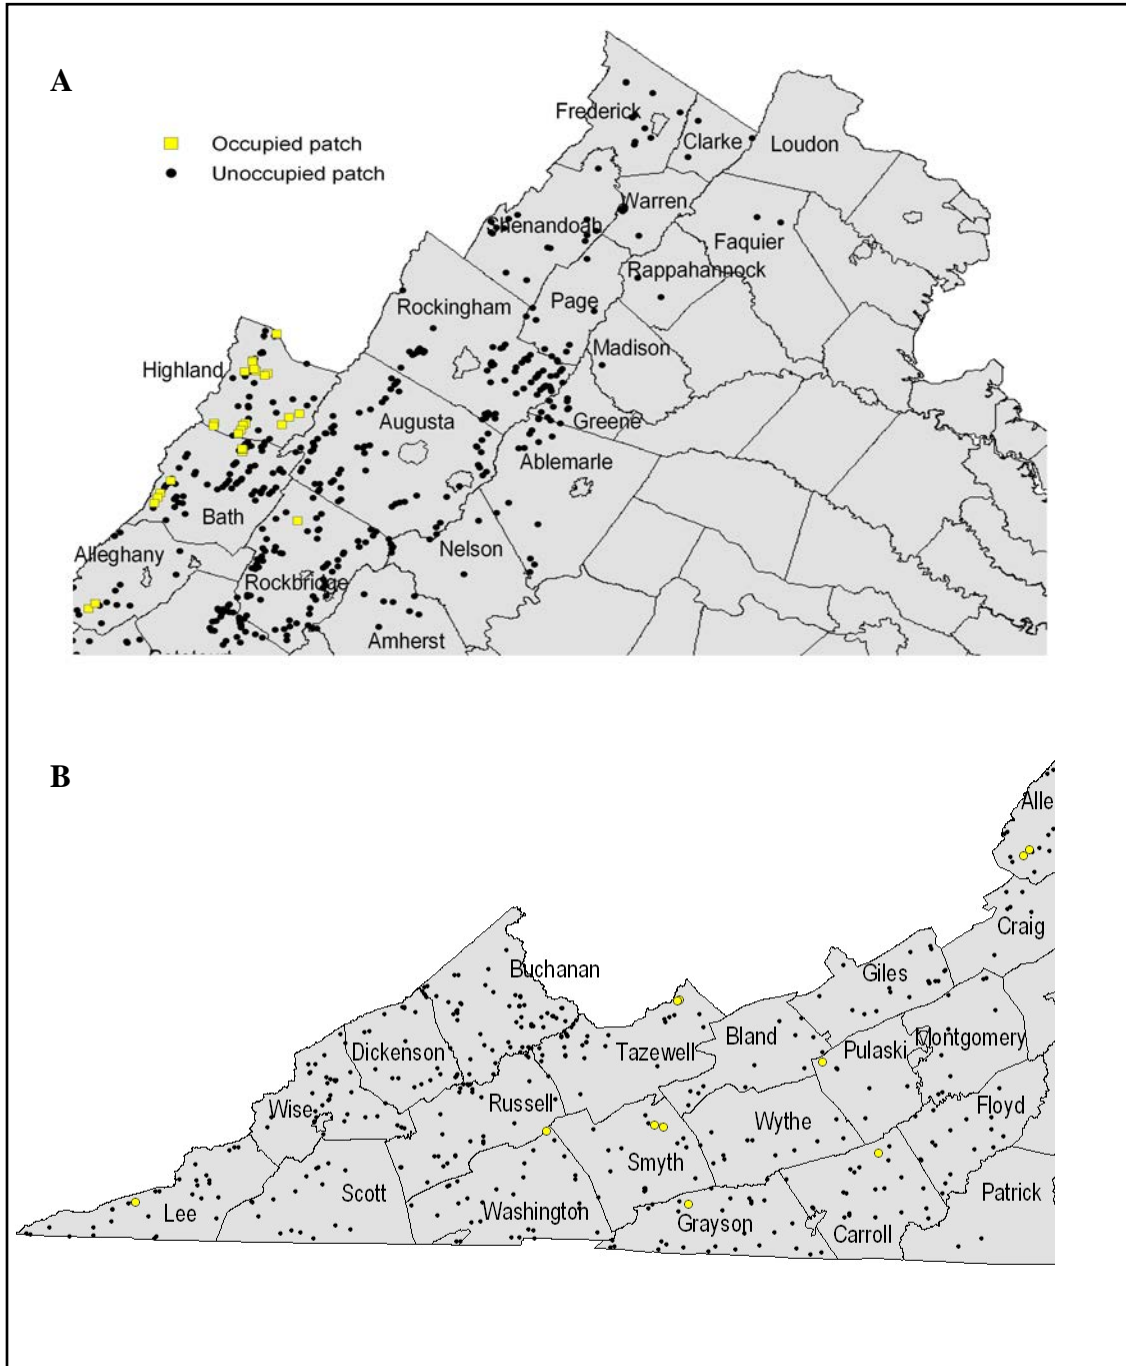 A
Occupied patch
Unoccupied patch
Frederick
Clarke
Loudon
Warren
Shenandoah
Faquier
Rappahannock
Page
Rockingham
Madison
Highland
Augusta
Greene
Ablemarle
Bath
Nelson
Alleghany
Rockbridge
Amherst
B
Alle
Craig
Buchanan
Giles
Bland
Montgomery
Pulaski
Dickenson
Tazewell
Floyd
Russell
Wise
Wythe
Smyth
Patrick
Scott
Lee
Washington
Grayson
Carroll